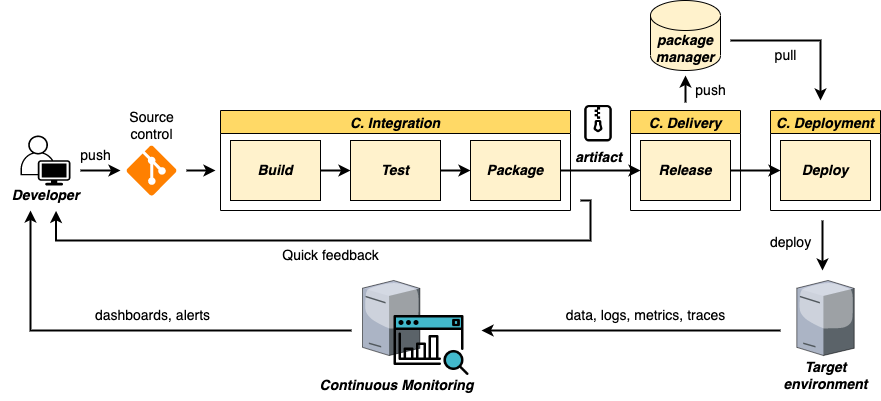 package
manager
pull
push
Source
control
C. Integration
C. Delivery
C. Deployment
push
artifact
Build
Test
Package
Release
Deploy
Developer
Quick feedback
deploy
dashboards, alerts
data, logs, metrics, traces
Continuous Monitoring
Target
environment